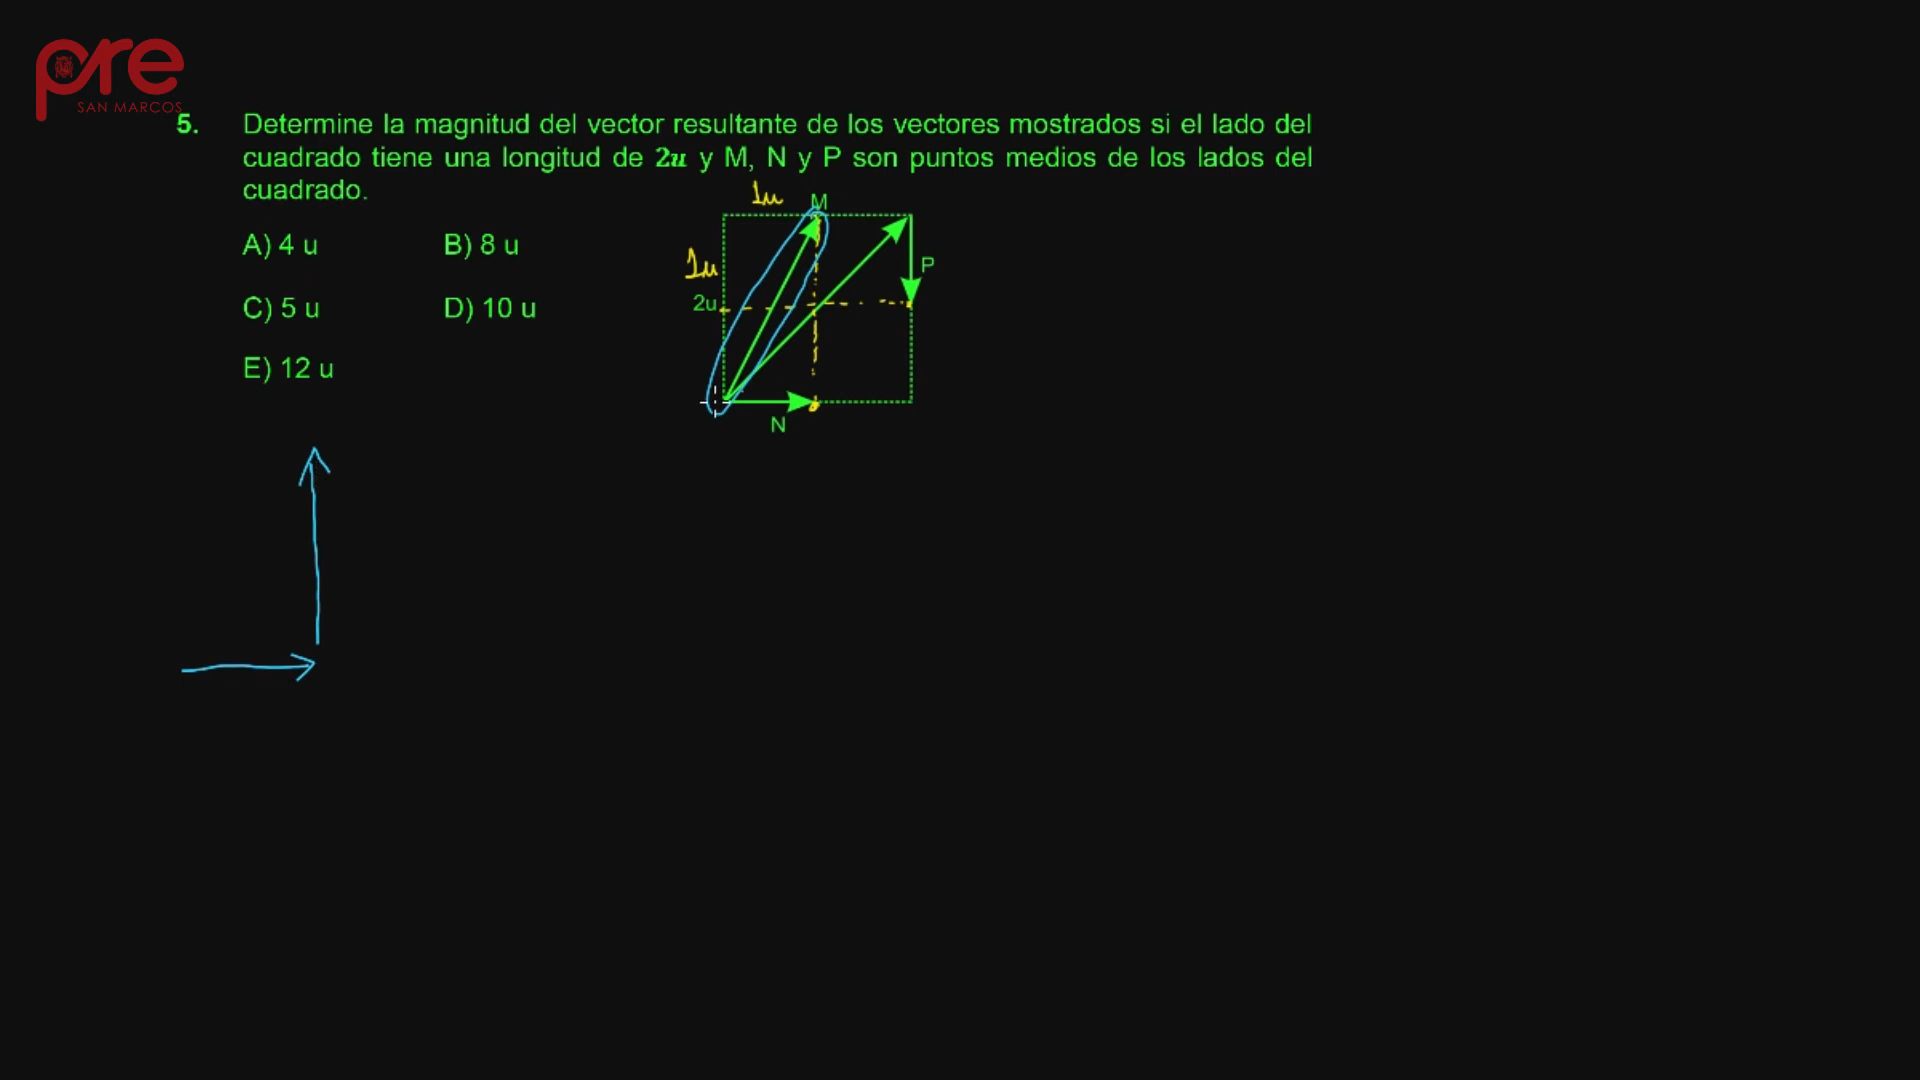 pre
SAN MARCOS
5. Determine la magnitud del vector resultante de los vectores mostrados si el lado del
cuadrado tiene una longitud de 2u y M, N y P son puntos medios de los lados del
cuadrado.
1u M
A) 4 u B) 8 u
1u P
C) 5 u D) 10 u 2u
E) 12 u
N